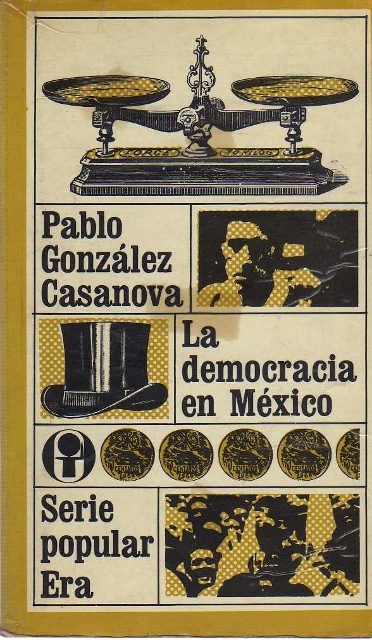 Pablo
González
Casanova
La
democracia
en México
Serie
popular
Era